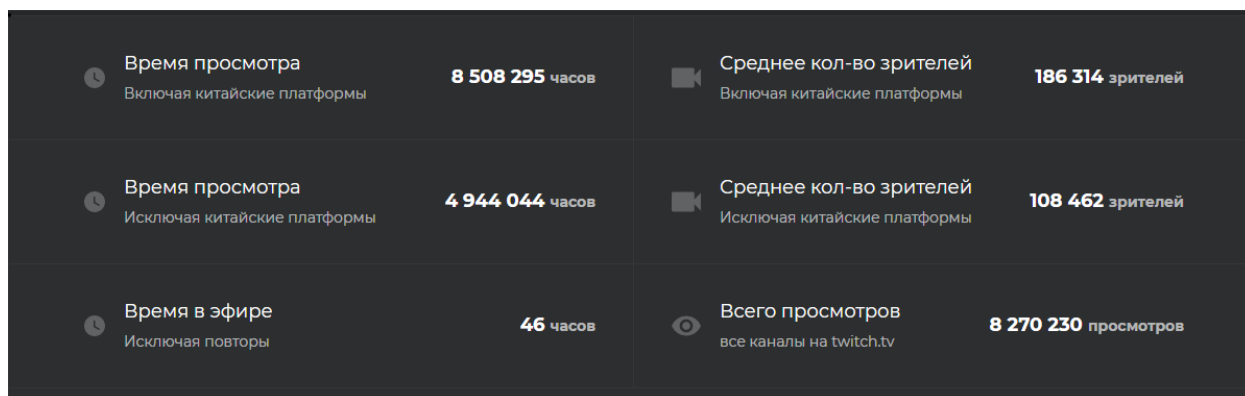 Время просмотра
Включая китайские платформы
8 508 295 часов
Среднее кол-во зрителей
Включая китайские платформы
186 314 зрителей
Время просмотра
Исключая китайские платформы
4 944 044 часов
Среднее кол-во зрителей
Исключая китайские платформы
108 462 зрителей
Время в эфире
Исключая повторы
46 часов
Всего просмотров
все каналы на twitch.tv
8 270 230 просмотров